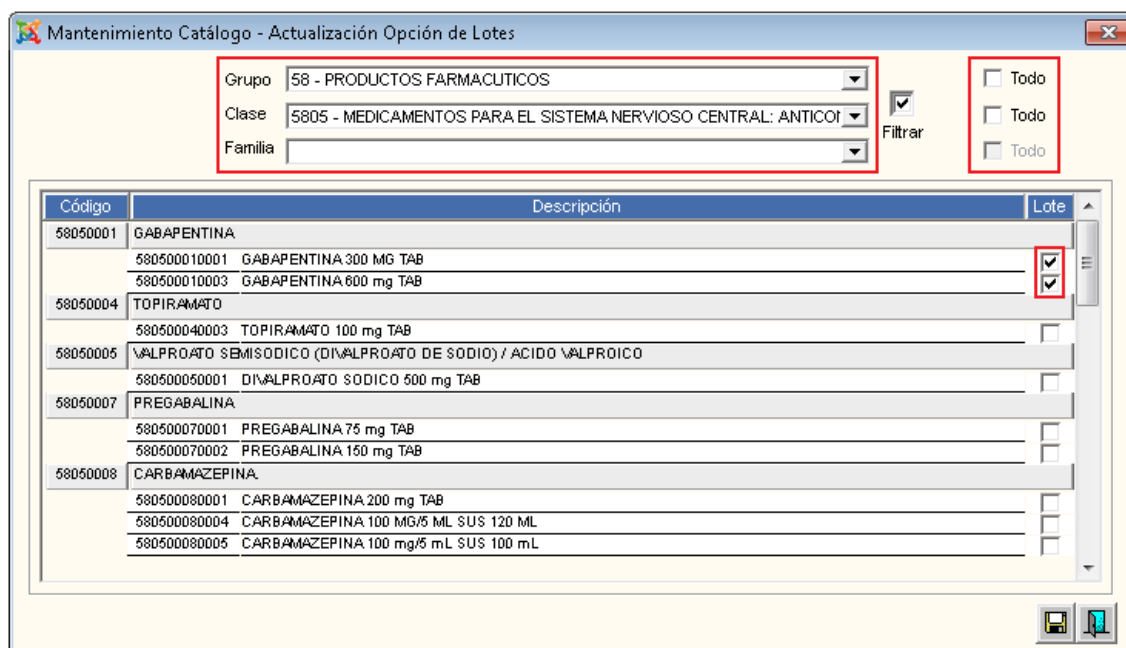 Mantenimiento Catálogo - Actualización Opción de Lotes
Grupo 58 - PRODUCTOS FARMACUTICOS Todo
Clase 5805 - MEDICAMENTOS PARA EL SISTEMA NERVIOSO CENTRAL: ANTICO Filtrar Todo
Familia Todo
Código Descripción Lote
58050001 GABAPENTINA
580500010001 GABAPENTINA 300 MG TAB
580500010003 GABAPENTINA 600 mg TAB
58050004 TOPIRAMATO
580500040003 TOPIRAMATO 100 mg TAB
58050005 VALPROATO SEMISODICO (DIVALPROATO DE SODIO) / ACIDO VALPROICO
580500050001 DIVALPROATO SODICO 500 mg TAB
58050007 PREGABALINA
580500070001 PREGABALINA 75 mg TAB
580500070002 PREGABALINA 150 mg TAB
58050008 CARBAMAZEPINA
580500080001 CARBAMAZEPINA 200 mg TAB
580500080004 CARBAMAZEPINA 100 MG/5 ML SUS 120 ML
580500080005 CARBAMAZEPINA 100 mg/5 mL SUS 100 mL